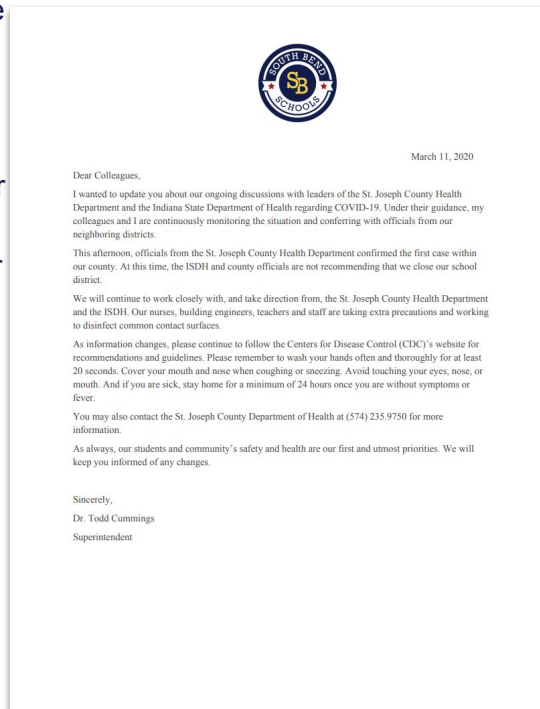 SOUTH BEND
SB
SCHOOLS
March 11, 2020
Dear Colleagues,
I wanted to update you about our ongoing discussions with leaders of the St. Joseph County Health
Department and the Indiana State Department of Health regarding COVID-19. Under their guidance, my
colleagues and I are continuously monitoring the situation and conferring with officials from our
neighboring districts.
This afternoon, officials from the St. Joseph County Health Department confirmed the first case within
our county. At this time, the ISDH and county officials are not recommending that we close our school
district.
We will continue to work closely with, and take direction from, the St. Joseph County Health Department
and the ISDH. Our nurses, building engineers, teachers and staff are taking extra precautions and working
to disinfect common contact surfaces.
As information changes, please continue to follow the Centers for Disease Control (CDC)'s website for
recommendations and guidelines. Please remember to wash your hands often and thoroughly for at least
20 seconds. Cover your mouth and nose when coughing or sneezing. Avoid touching your eyes, nose, or
mouth. And if you are sick, stay home for a minimum of 24 hours once you are without symptoms or
fever.
You may also contact the St. Joseph County Department of Health at (574) 235.9750 for more
information.
As always, our students and community's safety and health are our first and utmost priorities. We will
keep you informed of any changes.
Sincerely,
Dr. Todd Cummings
Superintendent